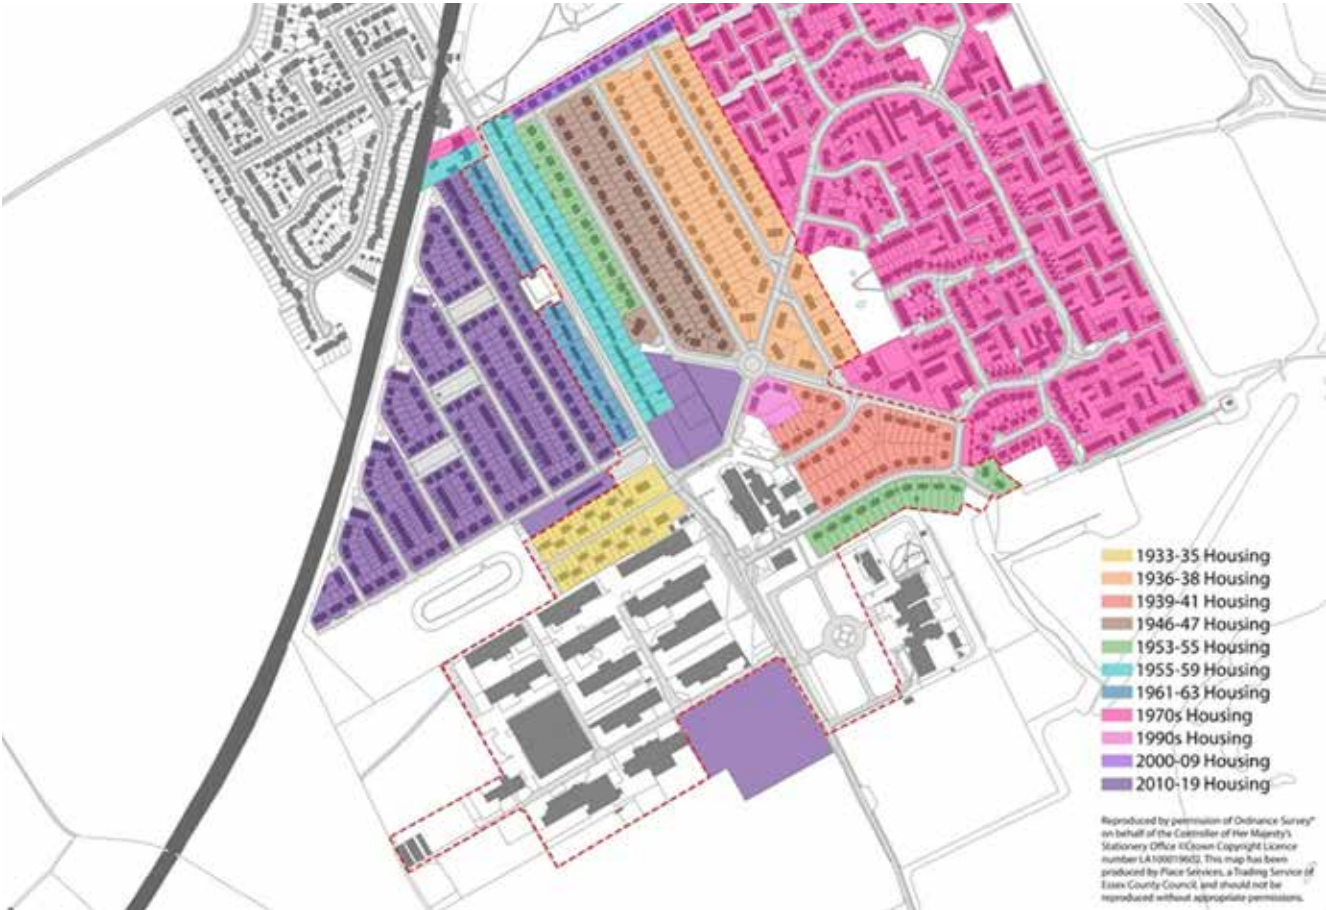 1933-35 Housing
1936-38 Housing
1939-41 Housing
1946-47 Housing
1953-55 Housing
1955-59 Housing
1961-63 Housing
1970s Housing
1990s Housing
2000-09 Housing
2010-19 Housing
Reproduced by permission of Ordnance Survey®
on behalf of the Controller of Her Majesty's
Stationery Office ©Crown Copyright Licence
number LA100019602. This map has been
produced by Place Services, a Trading Service of
Essex County Council, and should not be
reproduced without appropriate permissions.